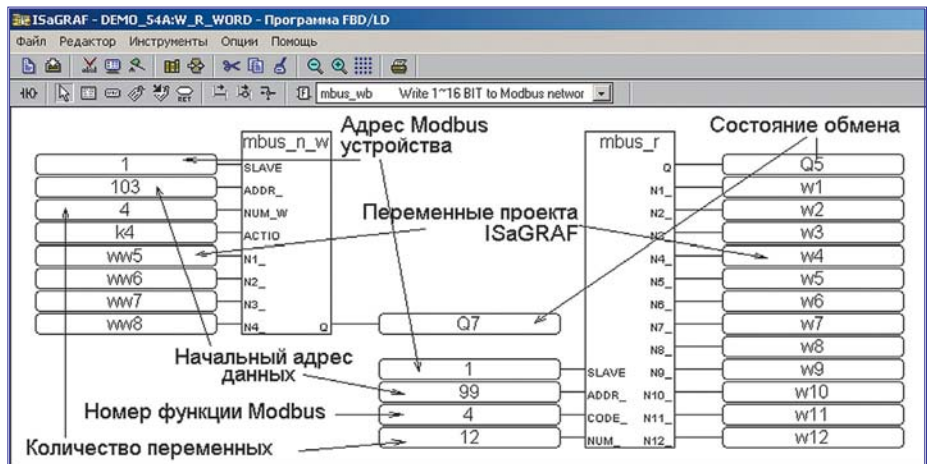 ISaGRAF - DEMO_54A:W_R_WORD - Программа FBD/LD
Файл Редактор Инструменты Опции Помощь
mbus_wb Write 1~16 BIT to Modbus networ
Адрес Modbus устройства
Состояние обмена
mbus_n_w
mbus_r
1 SLAVE
Q Q5
103 ADDR_
N1_ w1
4 NUM_W
N2_ w2
Переменные проекта ISaGRAF
k4 ACTIO
N3_ w3
ww5 N1_
N4_ w4
ww6 N2_
N5_ w5
ww7 N3_
N6_ w6
ww8 N4_ Q Q7
N7_ w7
Начальный адрес данных
N8_ w8
1 SLAVE N9_ w9
99 ADDR_ N10_ w10
Номер функции Modbus
4 CODE_ N11_ w11
Количество переменных
12 NUM_ N12_ w12